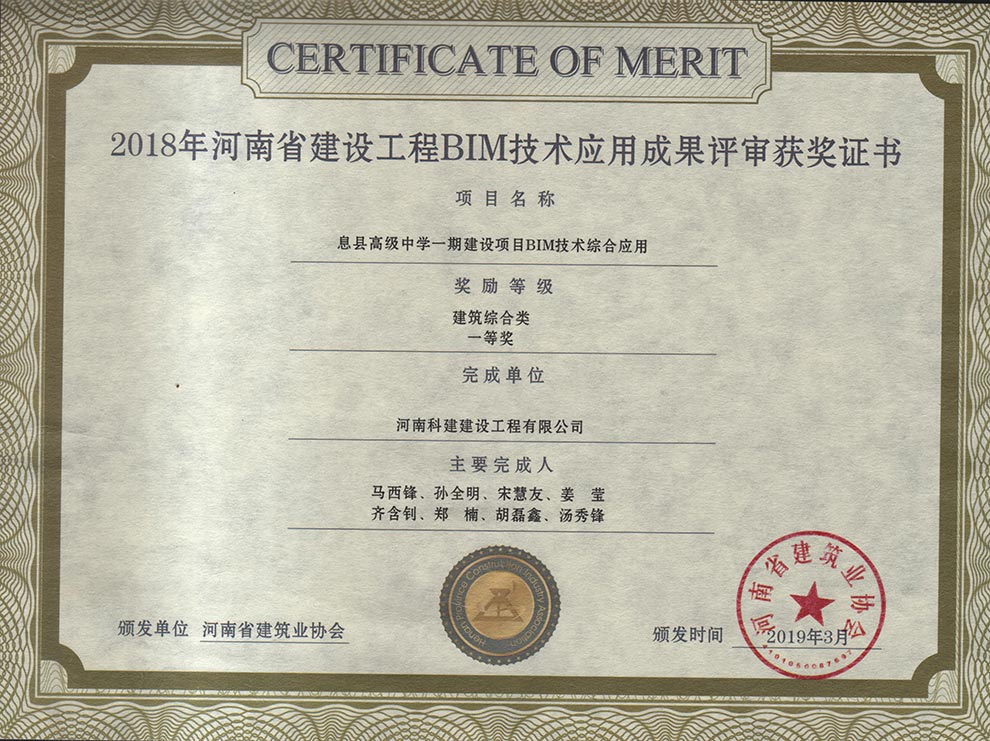 CERTIFICATE OF MERIT
2018年河南省建设工程BIM技术应用成果评审获奖证书
项目名称
息县高级中学一期建设项目BIM技术综合应用
奖励等级
建筑综合类
一等奖
完成单位
河南科建建设工程有限公司
主要完成人
马西锋、孙全明、宋慧友、姜 莹
齐含钊、郑 楠、胡磊鑫、汤秀锋
Henan Province Construction Industry Association
颁发单位 河南省建筑业协会
颁发时间 2019年3月
河南省建筑业协会